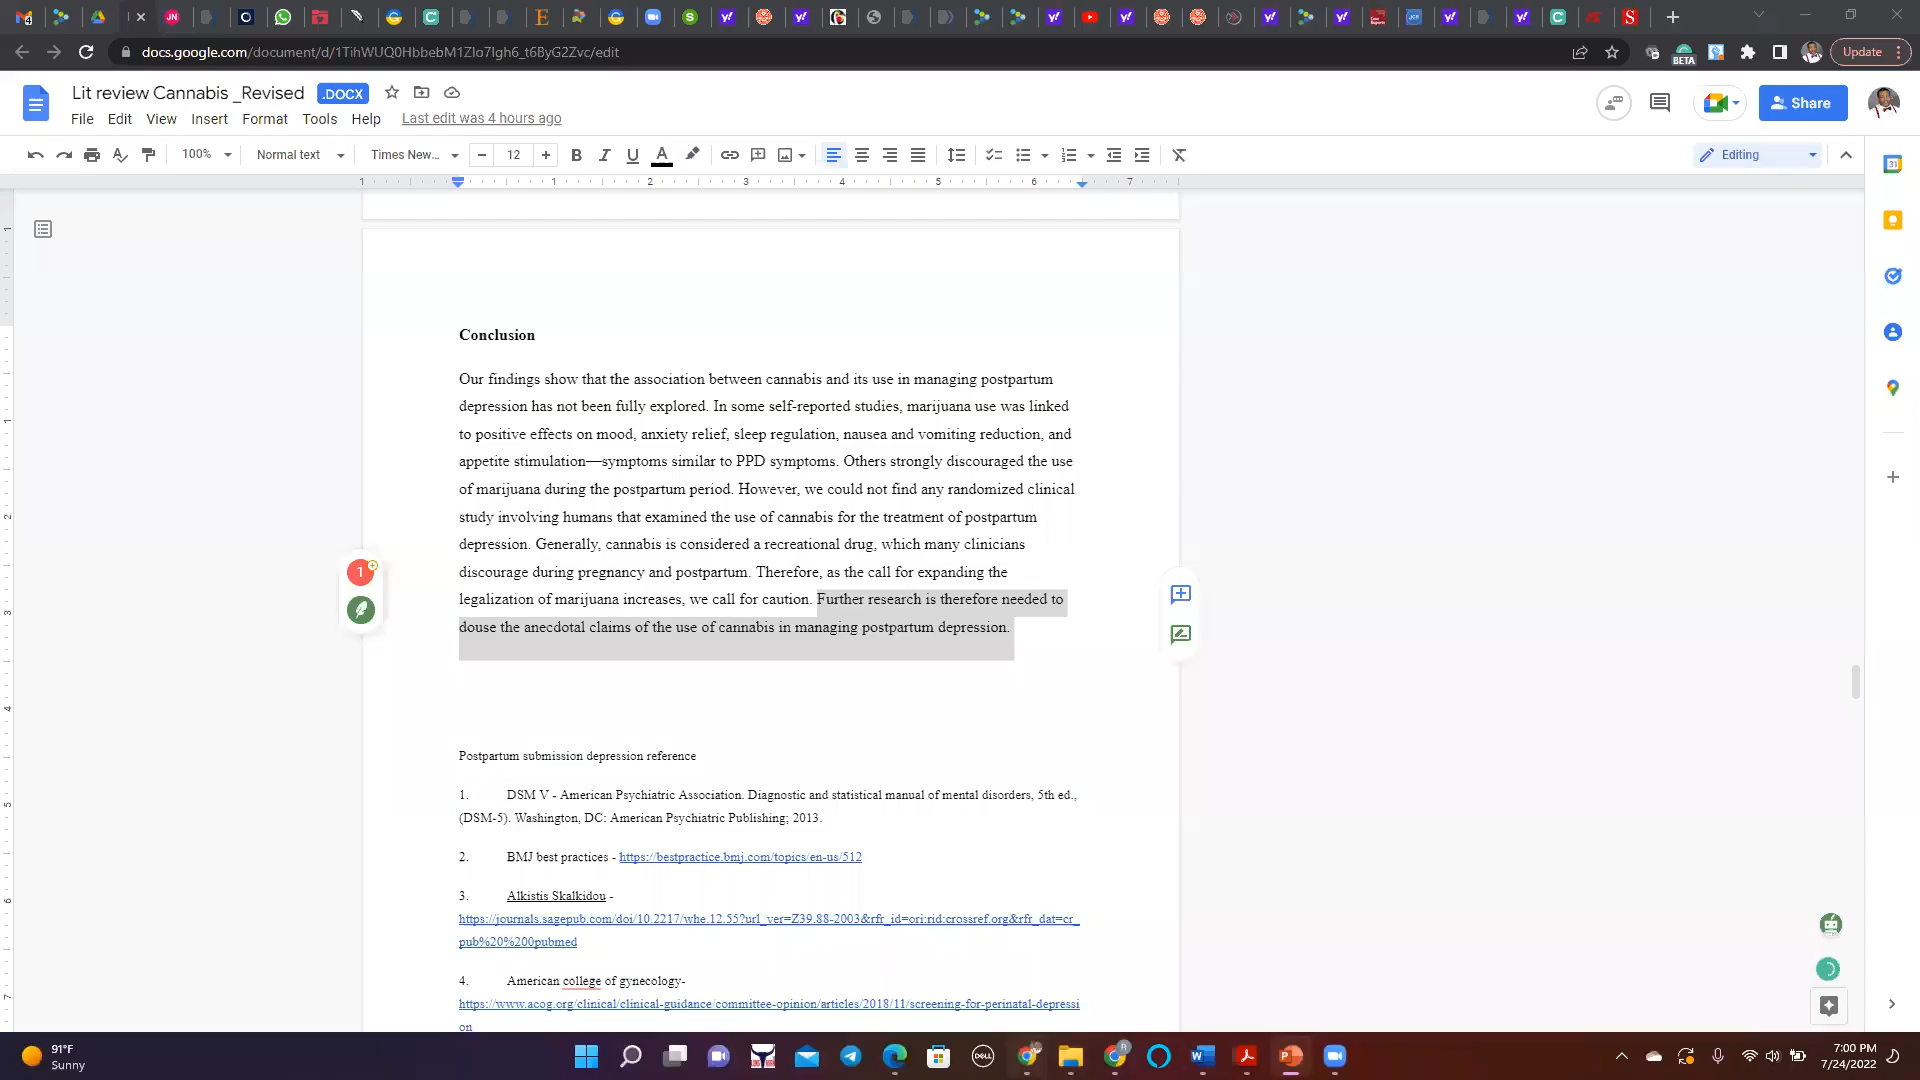 docs.google.com/document/d/1TihWUQ0HbbebM1ZIo7lgh6_t6ByG2Zvc/edit
BETA
Update
Lit review Cannabis _Revised .DOCX
Share
File Edit View Insert Format Tools Help Last edit was 4 hours ago
100% Normal text Times New... 12 Editing
1 1 2 3 4 5 6 7
Conclusion
Our findings show that the association between cannabis and its use in managing postpartum
depression has not been fully explored. In some self-reported studies, marijuana use was linked
to positive effects on mood, anxiety relief, sleep regulation, nausea and vomiting reduction, and
appetite stimulation—symptoms similar to PPD symptoms. Others strongly discouraged the use
of marijuana during the postpartum period. However, we could not find any randomized clinical
study involving humans that examined the use of cannabis for the treatment of postpartum
depression. Generally, cannabis is considered a recreational drug, which many clinicians
discourage during pregnancy and postpartum. Therefore, as the call for expanding the
legalization of marijuana increases, we call for caution. Further research is therefore needed to
douse the anecdotal claims of the use of cannabis in managing postpartum depression.
1
Postpartum submission depression reference
1. DSM V - American Psychiatric Association. Diagnostic and statistical manual of mental disorders, 5th ed.,
(DSM-5). Washington, DC: American Psychiatric Publishing; 2013.
2. BMJ best practices - https://bestpractice.bmj.com/topics/en-us/512
3. Alkistis Skalkidou -
https://journals.sagepub.com/doi/10.2217/whe.12.55?url_ver=Z39.88-2003&rfr_id=ori:rid:crossref.org&rfr_dat=cr_
pub%20%200pubmed
4. American college of gynecology-
https://www.acog.org/clinical/clinical-guidance/committee-opinion/articles/2018/11/screening-for-perinatal-depressi
on
91°F
Sunny
7:00 PM
7/24/2022